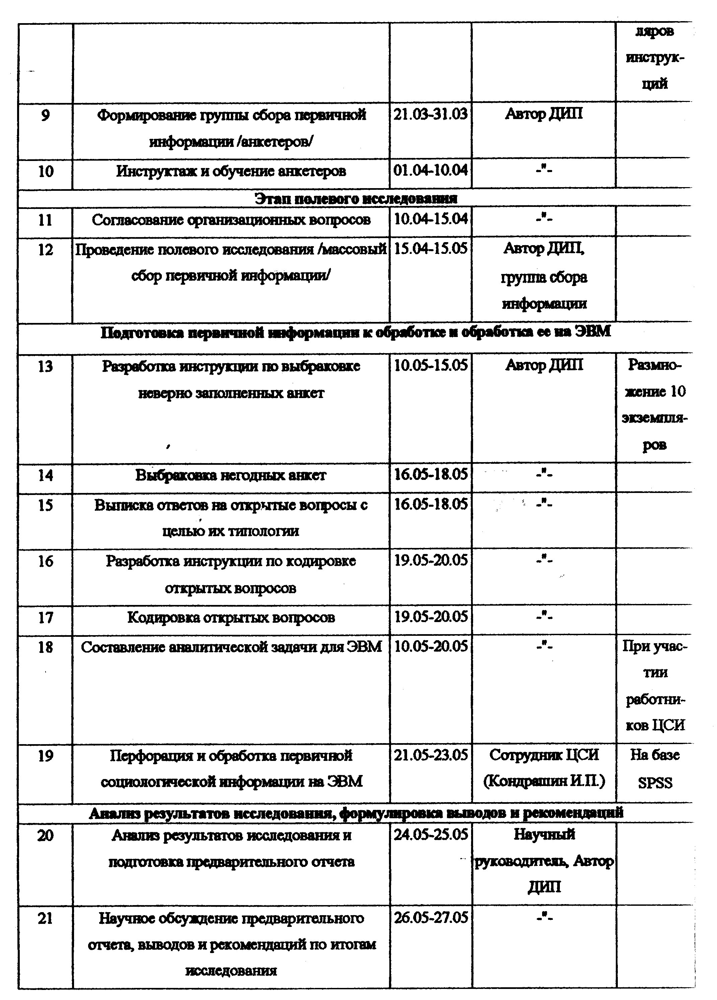 ляров
инструк-
ций
9 Формирование группы сбора первичной 21.03-31.03 Автор ДИП
информации /анкетеров/
10 Инструктаж и обучение анкетеров 01.04-10.04 -"-
Этап полевого исследования
11 Согласование организационных вопросов 10.04-15.04 -"-
12 Проведение полевого исследования /массовый 15.04-15.05 Автор ДИП,
сбор первичной информации/ группа сбора
информации
Подготовка первичной информации к обработке и обработка ее на ЭВМ
13 Разработка инструкции по выбраковке 10.05-15.05 Автор ДИП Размно-
неверно заполненных анкет жение 10
экземпля-
ров
14 Выбраковка негодных анкет 16.05-18.05 -"-
15 Выписка ответов на открытые вопросы с 16.05-18.05 -"-
целью их типологии
16 Разработка инструкции по кодировке 19.05-20.05 -"-
открытых вопросов
17 Кодировка открытых вопросов 19.05-20.05 -"-
18 Составление аналитической задачи для ЭВМ 10.05-20.05 -"- При учас-
тии
работни-
ков ЦСИ
19 Перфорация и обработка первичной 21.05-23.05 Сотрудник ЦСИ На базе
социологической информации на ЭВМ (Кондрашин И.П.) SPSS
Анализ результатов исследования, формулировка выводов и рекомендаций
20 Анализ результатов исследования и 24.05-25.05 Научный
подготовка предварительного отчета руководитель, Автор
ДИП
21 Научное обсуждение предварительного 26.05-27.05 -"-
отчета, выводов и рекомендаций по итогам
исследования